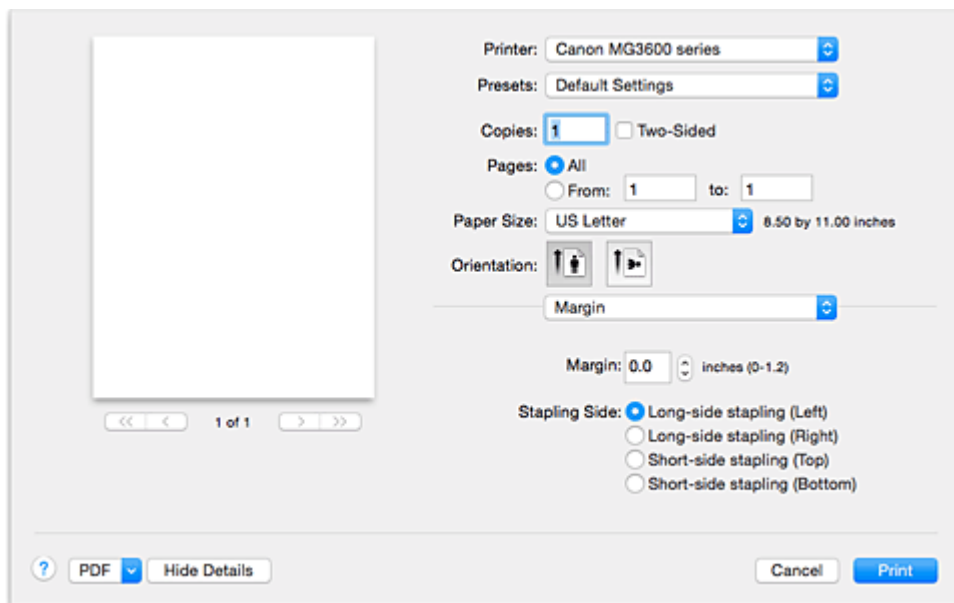 Printer: Canon MG3600 series
Presets: Default Settings
Copies: 1 Two-Sided
Pages: All
From: 1 to: 1
Paper Size: US Letter 8.50 by 11.00 inches
Orientation:
Margin
Margin: 0.0 inches (0-1.2)
<< < 1 of 1 > >>
Stapling Side: Long-side stapling (Left)
Long-side stapling (Right)
Short-side stapling (Top)
Short-side stapling (Bottom)
? PDF Hide Details Cancel Print